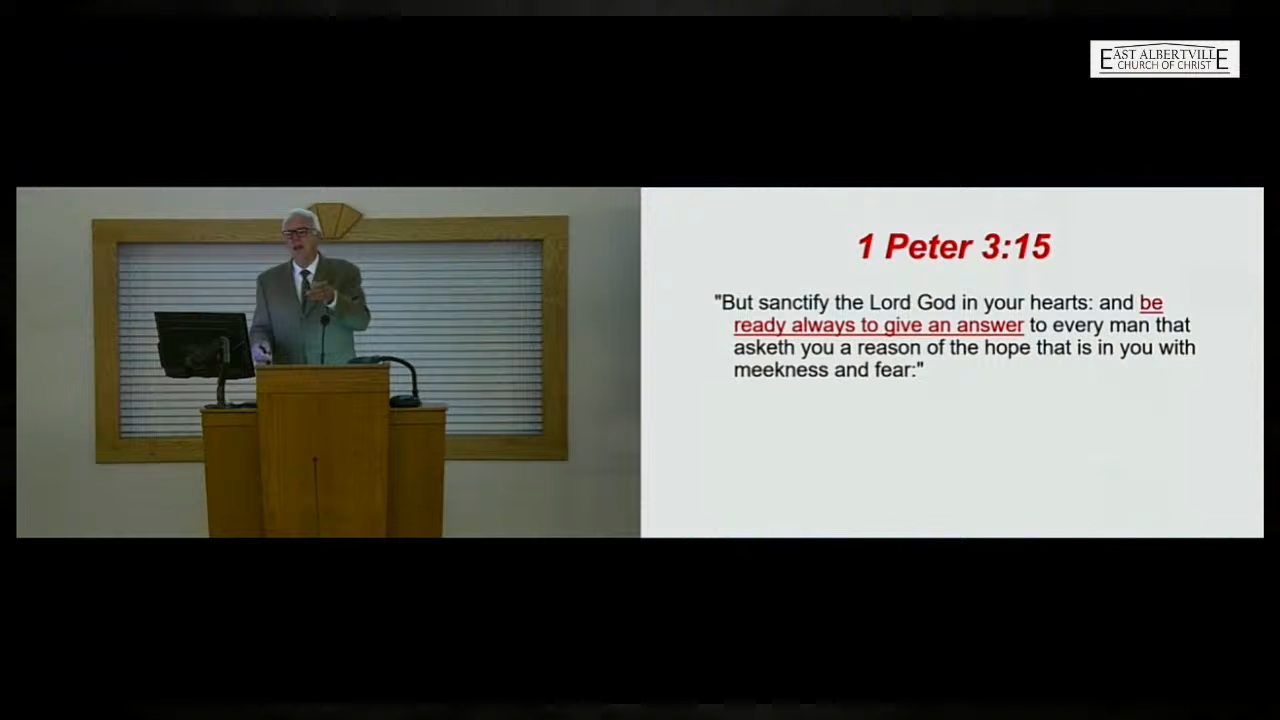 EAST ALBERTVILLE
CHURCH OF CHRIST
1 Peter 3:15
"But sanctify the Lord God in your hearts: and be
ready always to give an answer to every man that
asketh you a reason of the hope that is in you with
meekness and fear:"